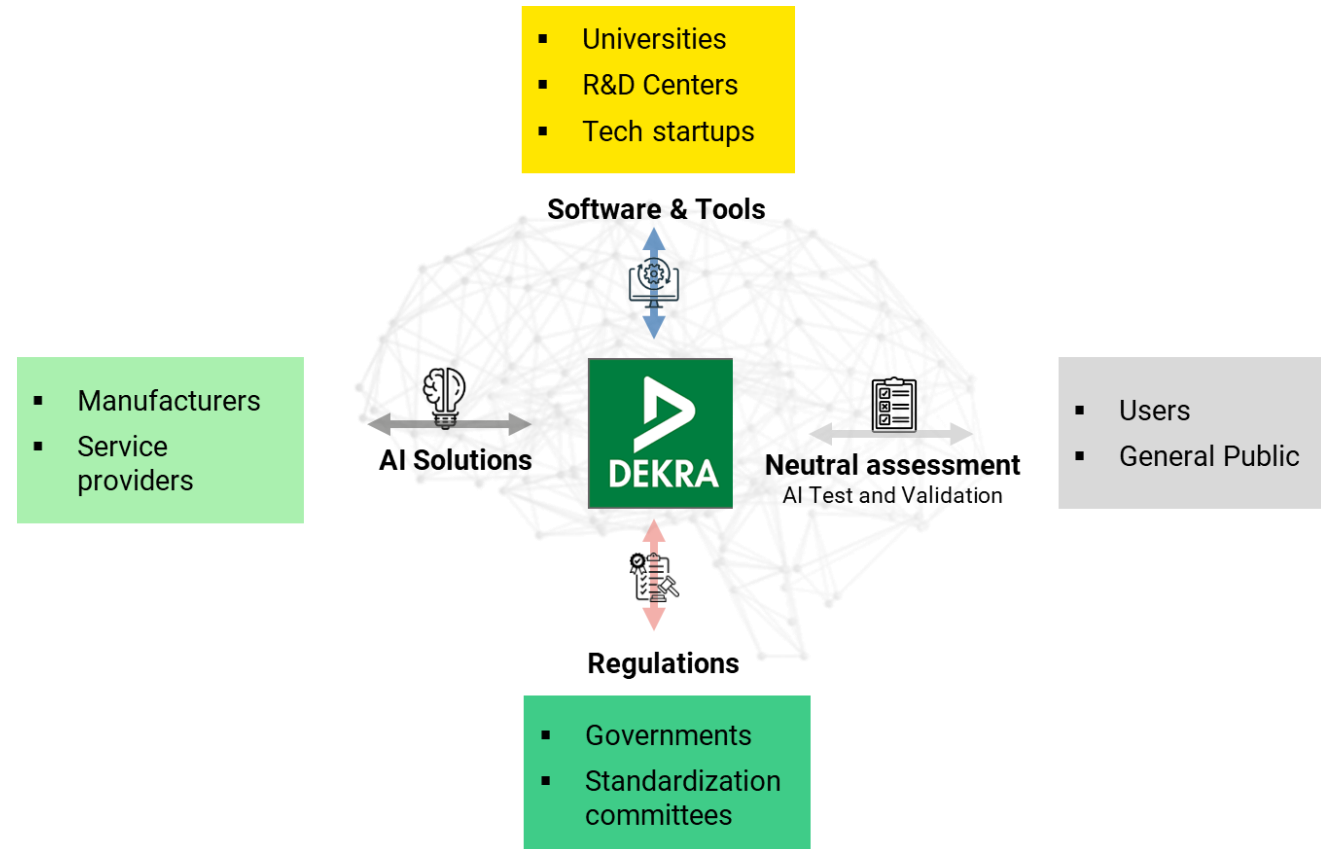 ▪ Universities
▪ R&D Centers
▪ Tech startups
Software & Tools
▪ Manufacturers
▪ Service
providers
AI Solutions
DEKRA
Neutral assessment
AI Test and Validation
▪ Users
▪ General Public
Regulations
▪ Governments
▪ Standardization
committees